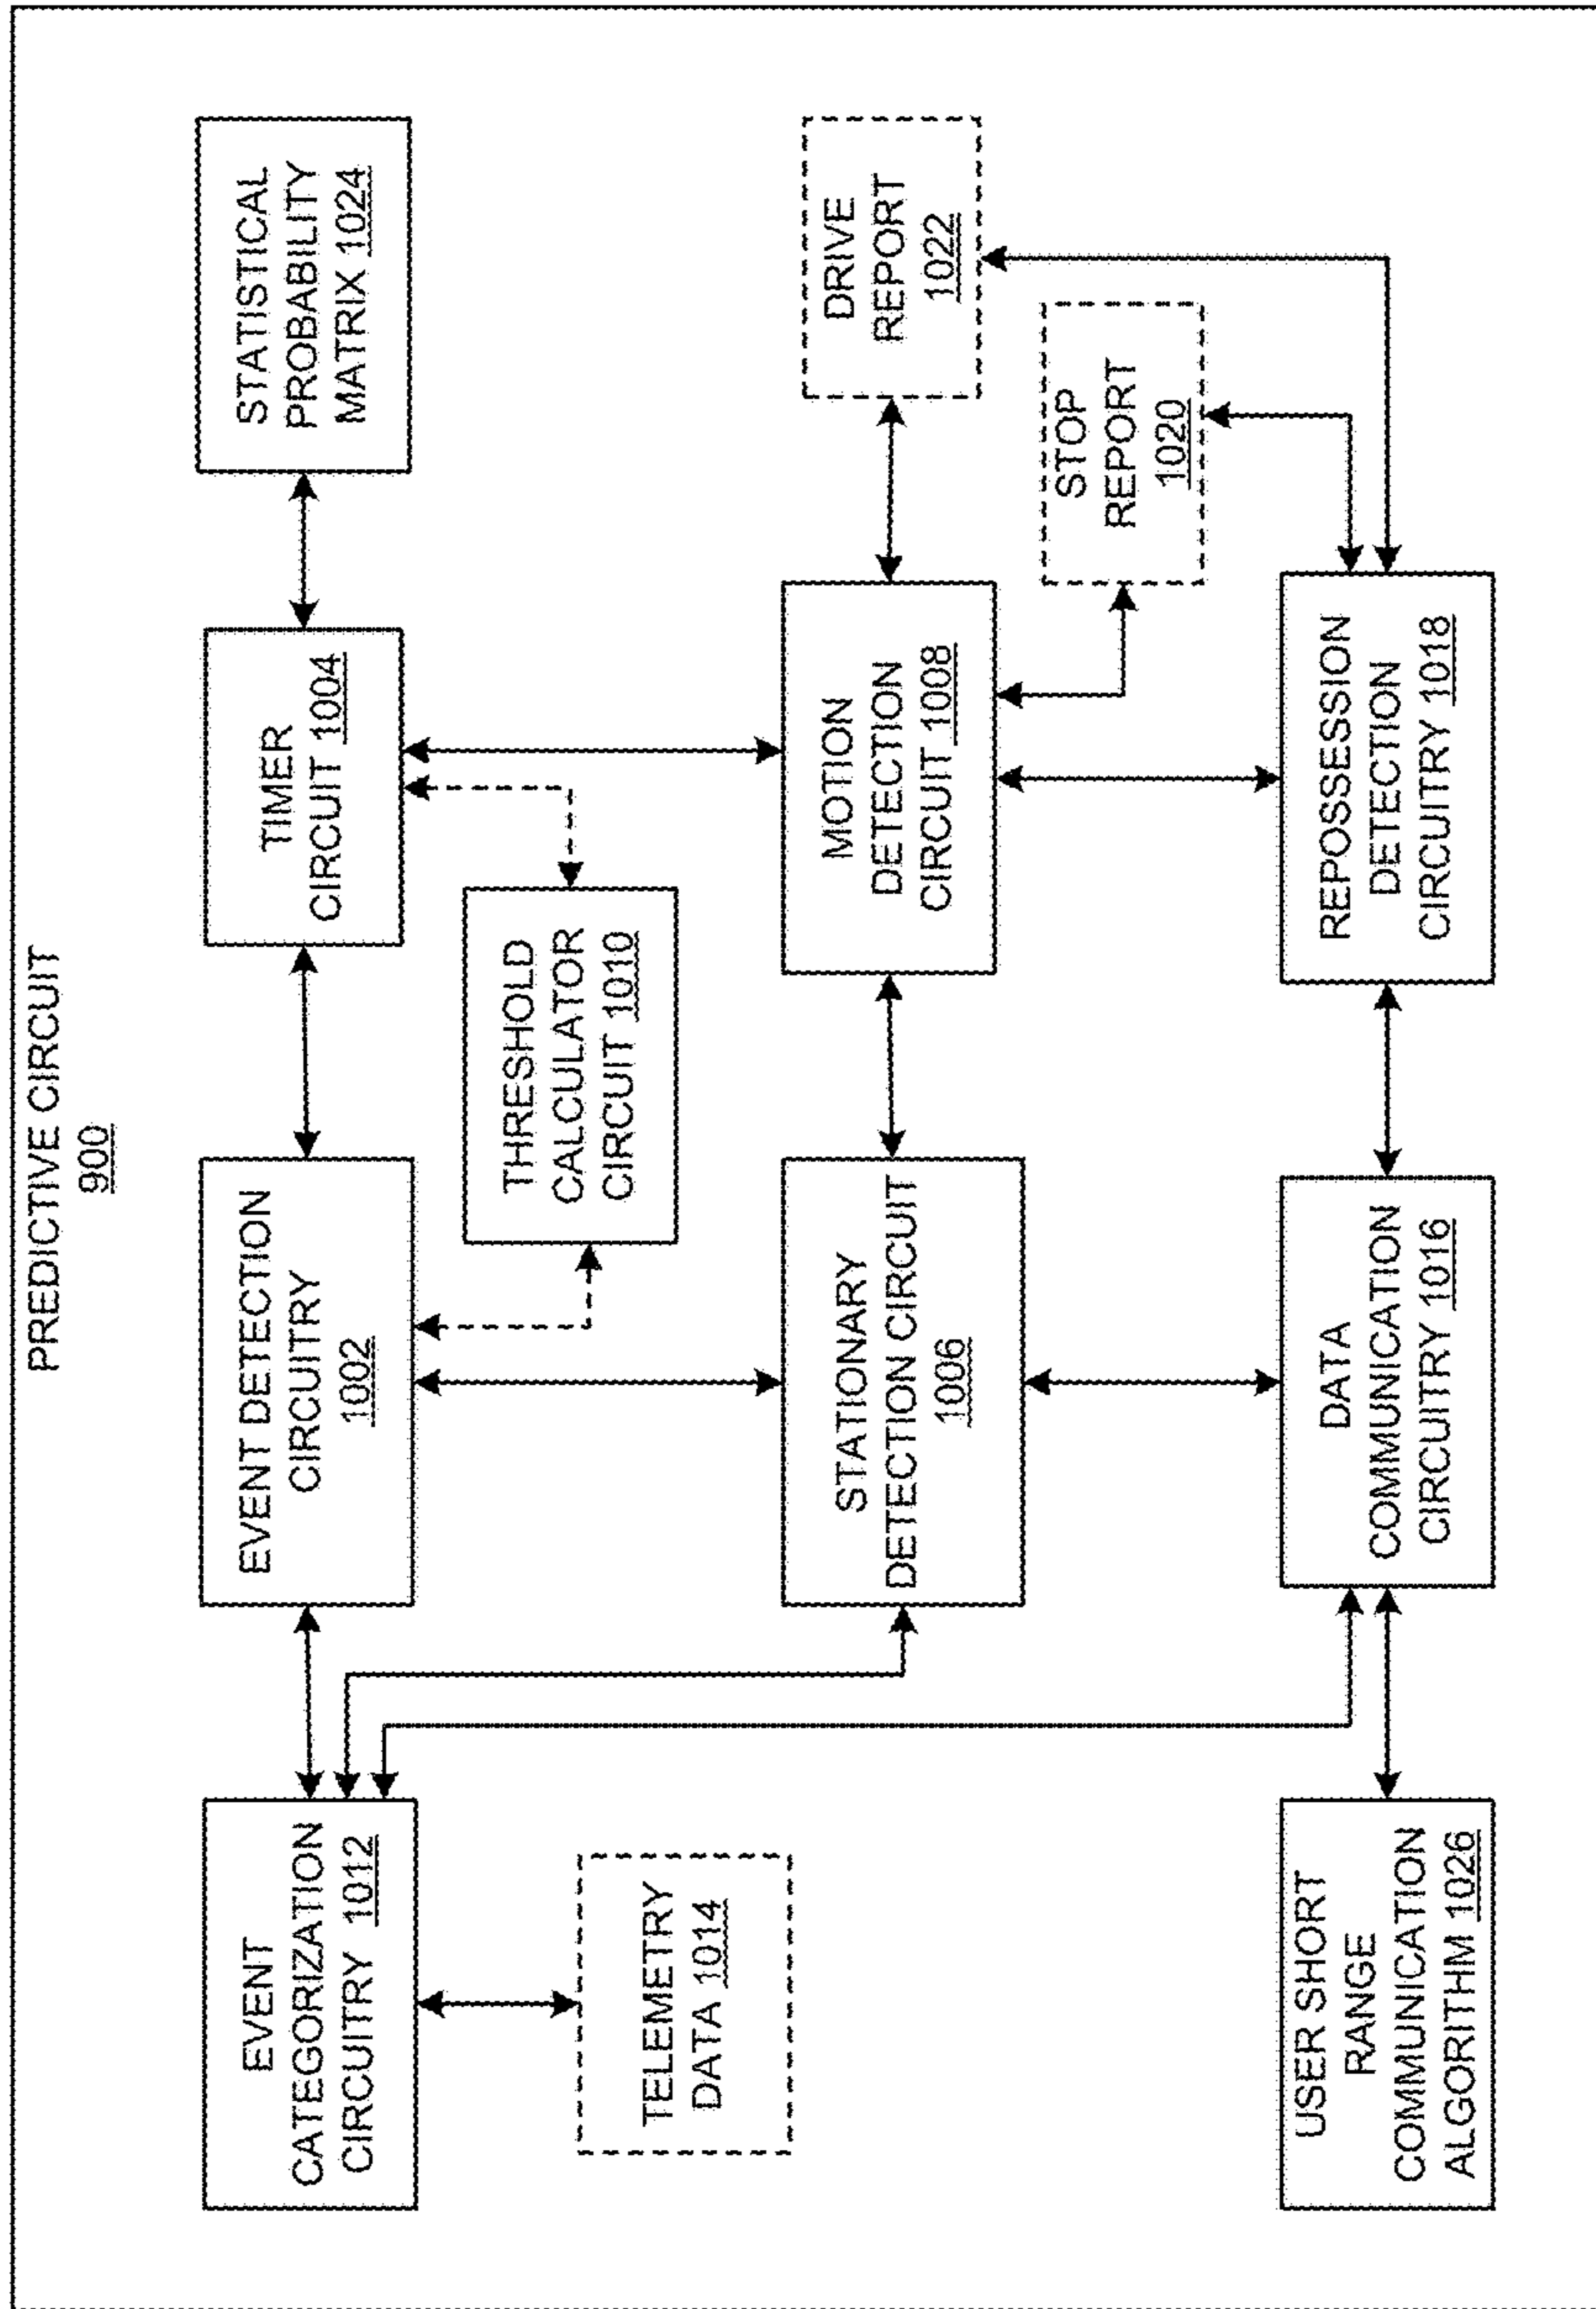 PREDICTIVE CIRCUIT
900
EVENT
CATEGORIZATION
CIRCUITRY 1012
EVENT DETECTION
CIRCUITRY
1002
TIMER
CIRCUIT 1004
STATISTICAL
PROBABILITY
MATRIX 1024
TELEMETRY
DATA 1014
THRESHOLD
CALCULATOR
CIRCUIT 1010
STATIONARY
DETECTION CIRCUIT
1006
MOTION
DETECTION
CIRCUIT 1008
DRIVE
REPORT
1022
STOP
REPORT
1020
USER SHORT
RANGE
COMMUNICATION
ALGORITHM 1026
DATA
COMMUNICATION
CIRCUITRY 1016
REPOSSESSION
DETECTION
CIRCUITRY 1018